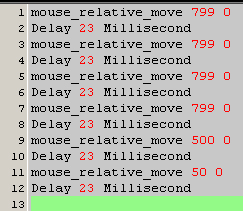 1 mouse_relative_move 799 0
2 Delay 23 Millisecond
3 mouse_relative_move 799 0
4 Delay 23 Millisecond
5 mouse_relative_move 799 0
6 Delay 23 Millisecond
7 mouse_relative_move 799 0
8 Delay 23 Millisecond
9 mouse_relative_move 500 0
10 Delay 23 Millisecond
11 mouse_relative_move 50 0
12 Delay 23 Millisecond
13